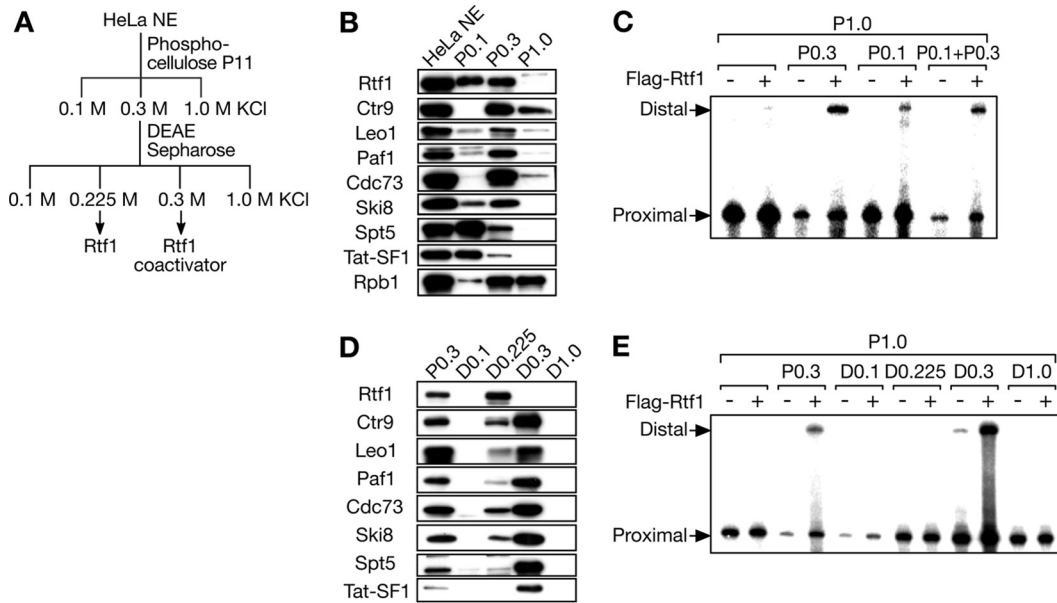 A
HeLa NE
Phospho-
cellulose P11
0.1 M 0.3 M 1.0 M KCl
DEAE
Sepharose
0.1 M 0.225 M 0.3 M 1.0 M KCl
Rtf1 Rtf1
coactivator
B
HeLa NE P0.1 P0.3 P1.0
Rtf1
Ctr9
Leo1
Paf1
Cdc73
Ski8
Spt5
Tat-SF1
Rpb1
C
P1.0
P0.3 P0.1 P0.1+P0.3
Flag-Rtf1 - + - + - + - +
Distal
Proximal
D
P0.3 D0.1 D0.225 D0.3 D1.0
Rtf1
Ctr9
Leo1
Paf1
Cdc73
Ski8
Spt5
Tat-SF1
E
P1.0
P0.3 D0.1 D0.225 D0.3 D1.0
Flag-Rtf1 - + - + - + - + - + - +
Distal
Proximal